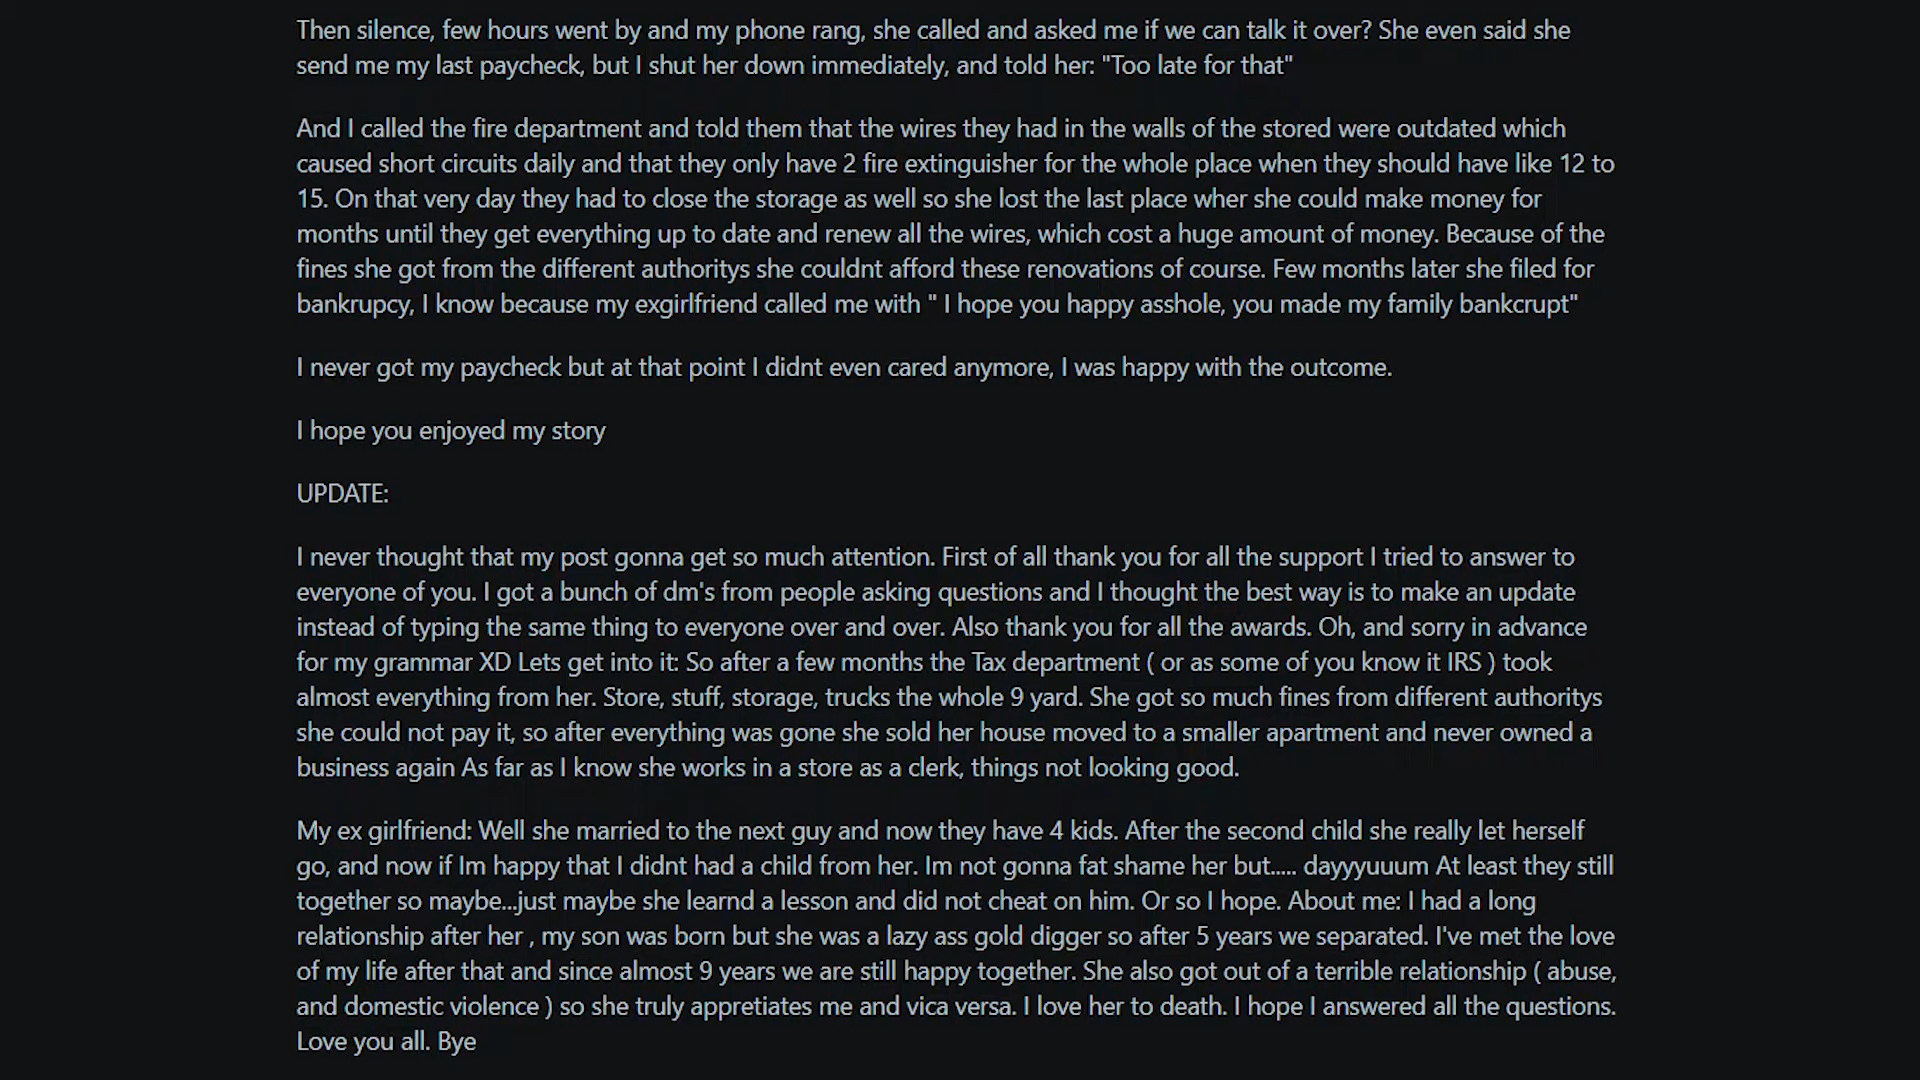 Then silence, few hours went by and my phone rang, she called and asked me if we can talk it over? She even said she
send me my last paycheck, but I shut her down immediately, and told her: "Too late for that"
And I called the fire department and told them that the wires they had in the walls of the stored were outdated which
caused short circuits daily and that they only have 2 fire extinguisher for the whole place when they should have like 12 to
15. On that very day they had to close the storage as well so she lost the last place wher she could make money for
months until they get everything up to date and renew all the wires, which cost a huge amount of money. Because of the
fines she got from the different authoritys she couldnt afford these renovations of course. Few months later she filed for
bankrupcy, I know because my exgirlfriend called me with " I hope you happy asshole, you made my family bankcrupt"
I never got my paycheck but at that point I didnt even cared anymore, I was happy with the outcome.
I hope you enjoyed my story
UPDATE:
I never thought that my post gonna get so much attention. First of all thank you for all the support I tried to answer to
everyone of you. I got a bunch of dm's from people asking questions and I thought the best way is to make an update
instead of typing the same thing to everyone over and over. Also thank you for all the awards. Oh, and sorry in advance
for my grammar XD Lets get into it: So after a few months the Tax department ( or as some of you know it IRS ) took
almost everything from her. Store, stuff, storage, trucks the whole 9 yard. She got so much fines from different authoritys
she could not pay it, so after everything was gone she sold her house moved to a smaller apartment and never owned a
business again As far as I know she works in a store as a clerk, things not looking good.
My ex girlfriend: Well she married to the next guy and now they have 4 kids. After the second child she really let herself
go, and now if Im happy that I didnt had a child from her. Im not gonna fat shame her but..... dayyyuuum At least they still
together so maybe...just maybe she learnd a lesson and did not cheat on him. Or so I hope. About me: I had a long
relationship after her , my son was born but she was a lazy ass gold digger so after 5 years we separated. I've met the love
of my life after that and since almost 9 years we are still happy together. She also got out of a terrible relationship ( abuse,
and domestic violence ) so she truly appretiates me and vica versa. I love her to death. I hope I answered all the questions.
Love you all. Bye